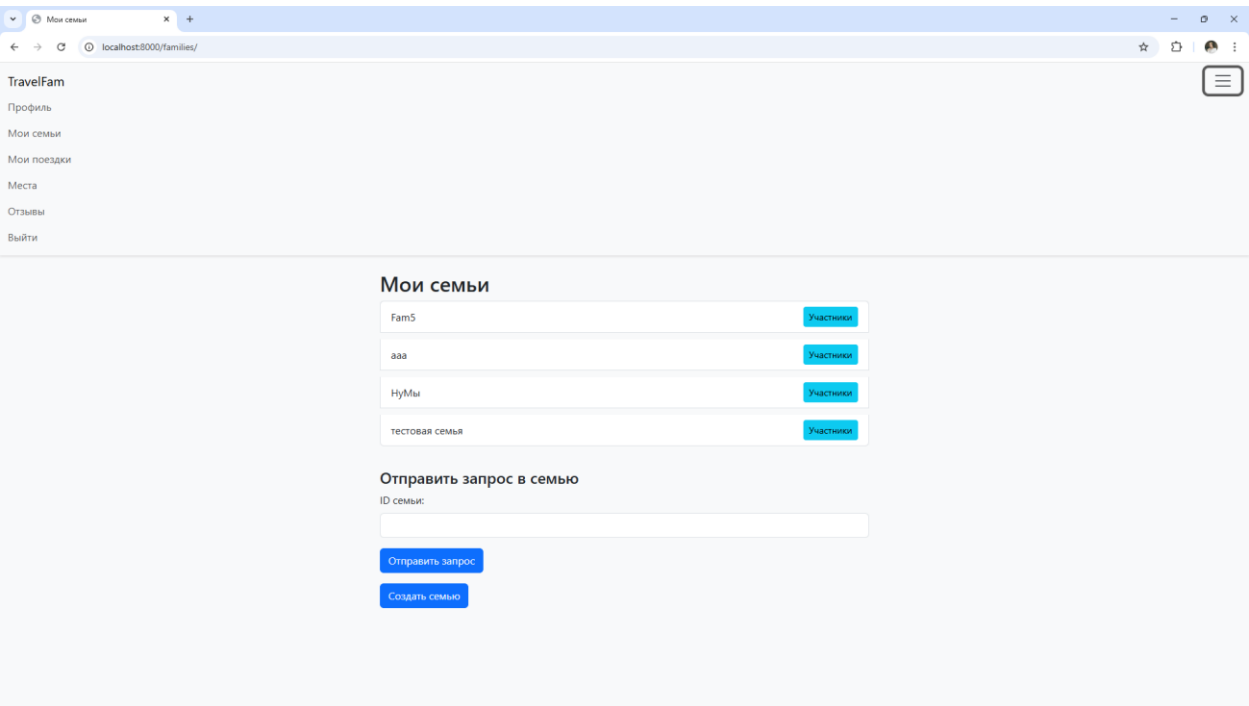 Мои семьи
localhost:8000/families/
TravelFam
Профиль
Мои семьи
Мои поездки
Места
Отзывы
Выйти
Мои семьи
Fam5 Участники
ааа Участники
НуМы Участники
тестовая семья Участники
Отправить запрос в семью
ID семьи:
Отправить запрос
Создать семью